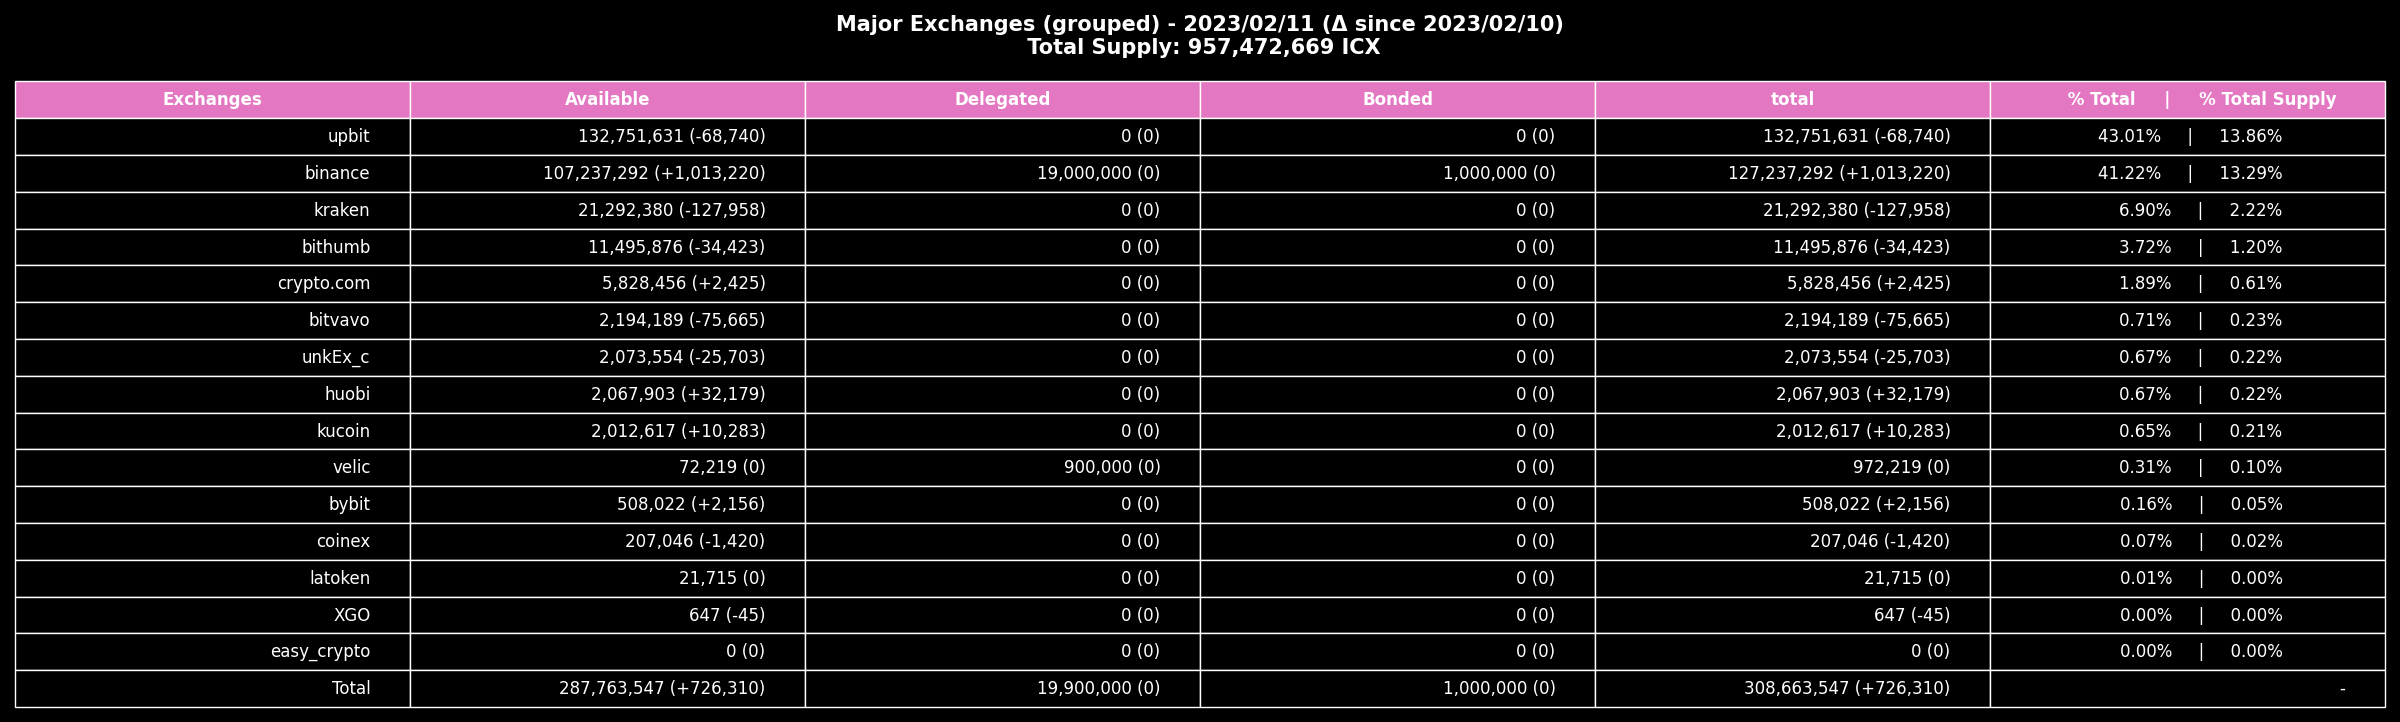 Major Exchanges (grouped) - 2023/02/11 (Δ since 2023/02/10)
Total Supply: 957,472,669 ICX
Exchanges Available Delegated Bonded total % Total | % Total Supply
upbit 132,751,631 (-68,740) 0 (0) 0 (0) 132,751,631 (-68,740) 43.01% | 13.86%
binance 107,237,292 (+1,013,220) 19,000,000 (0) 1,000,000 (0) 127,237,292 (+1,013,220) 41.22% | 13.29%
kraken 21,292,380 (-127,958) 0 (0) 0 (0) 21,292,380 (-127,958) 6.90% | 2.22%
bithumb 11,495,876 (-34,423) 0 (0) 0 (0) 11,495,876 (-34,423) 3.72% | 1.20%
crypto.com 5,828,456 (+2,425) 0 (0) 0 (0) 5,828,456 (+2,425) 1.89% | 0.61%
bitvavo 2,194,189 (-75,665) 0 (0) 0 (0) 2,194,189 (-75,665) 0.71% | 0.23%
unkEx_c 2,073,554 (-25,703) 0 (0) 0 (0) 2,073,554 (-25,703) 0.67% | 0.22%
huobi 2,067,903 (+32,179) 0 (0) 0 (0) 2,067,903 (+32,179) 0.67% | 0.22%
kucoin 2,012,617 (+10,283) 0 (0) 0 (0) 2,012,617 (+10,283) 0.65% | 0.21%
velic 72,219 (0) 900,000 (0) 0 (0) 972,219 (0) 0.31% | 0.10%
bybit 508,022 (+2,156) 0 (0) 0 (0) 508,022 (+2,156) 0.16% | 0.05%
coinex 207,046 (-1,420) 0 (0) 0 (0) 207,046 (-1,420) 0.07% | 0.02%
latoken 21,715 (0) 0 (0) 0 (0) 21,715 (0) 0.01% | 0.00%
XGO 647 (-45) 0 (0) 0 (0) 647 (-45) 0.00% | 0.00%
easy_crypto 0 (0) 0 (0) 0 (0) 0 (0) 0.00% | 0.00%
Total 287,763,547 (+726,310) 19,900,000 (0) 1,000,000 (0) 308,663,547 (+726,310) -